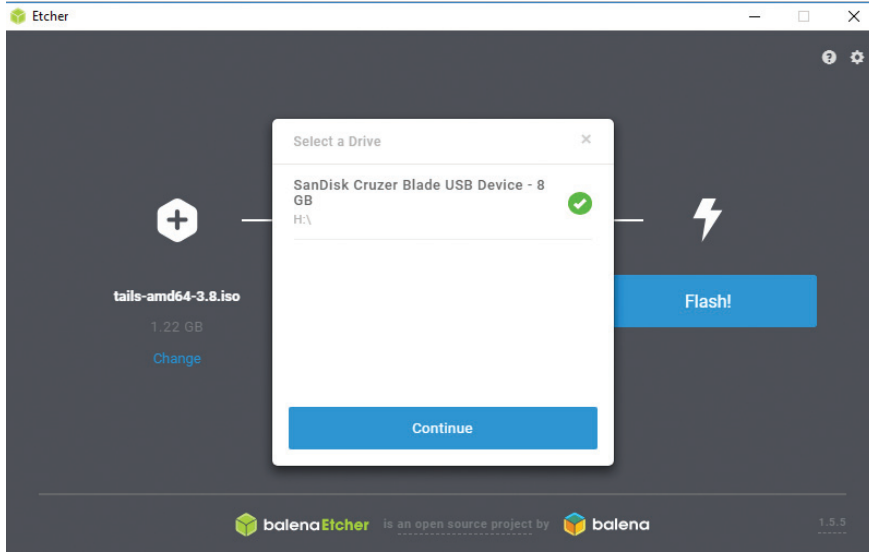 Etcher
Select a Drive
SanDisk Cruzer Blade USB Device - 8
GB
H:\
tails-amd64-3.8.iso
1.22 GB
Change
Flash!
Continue
balenaEtcher is an open source project by balena
1.5.5